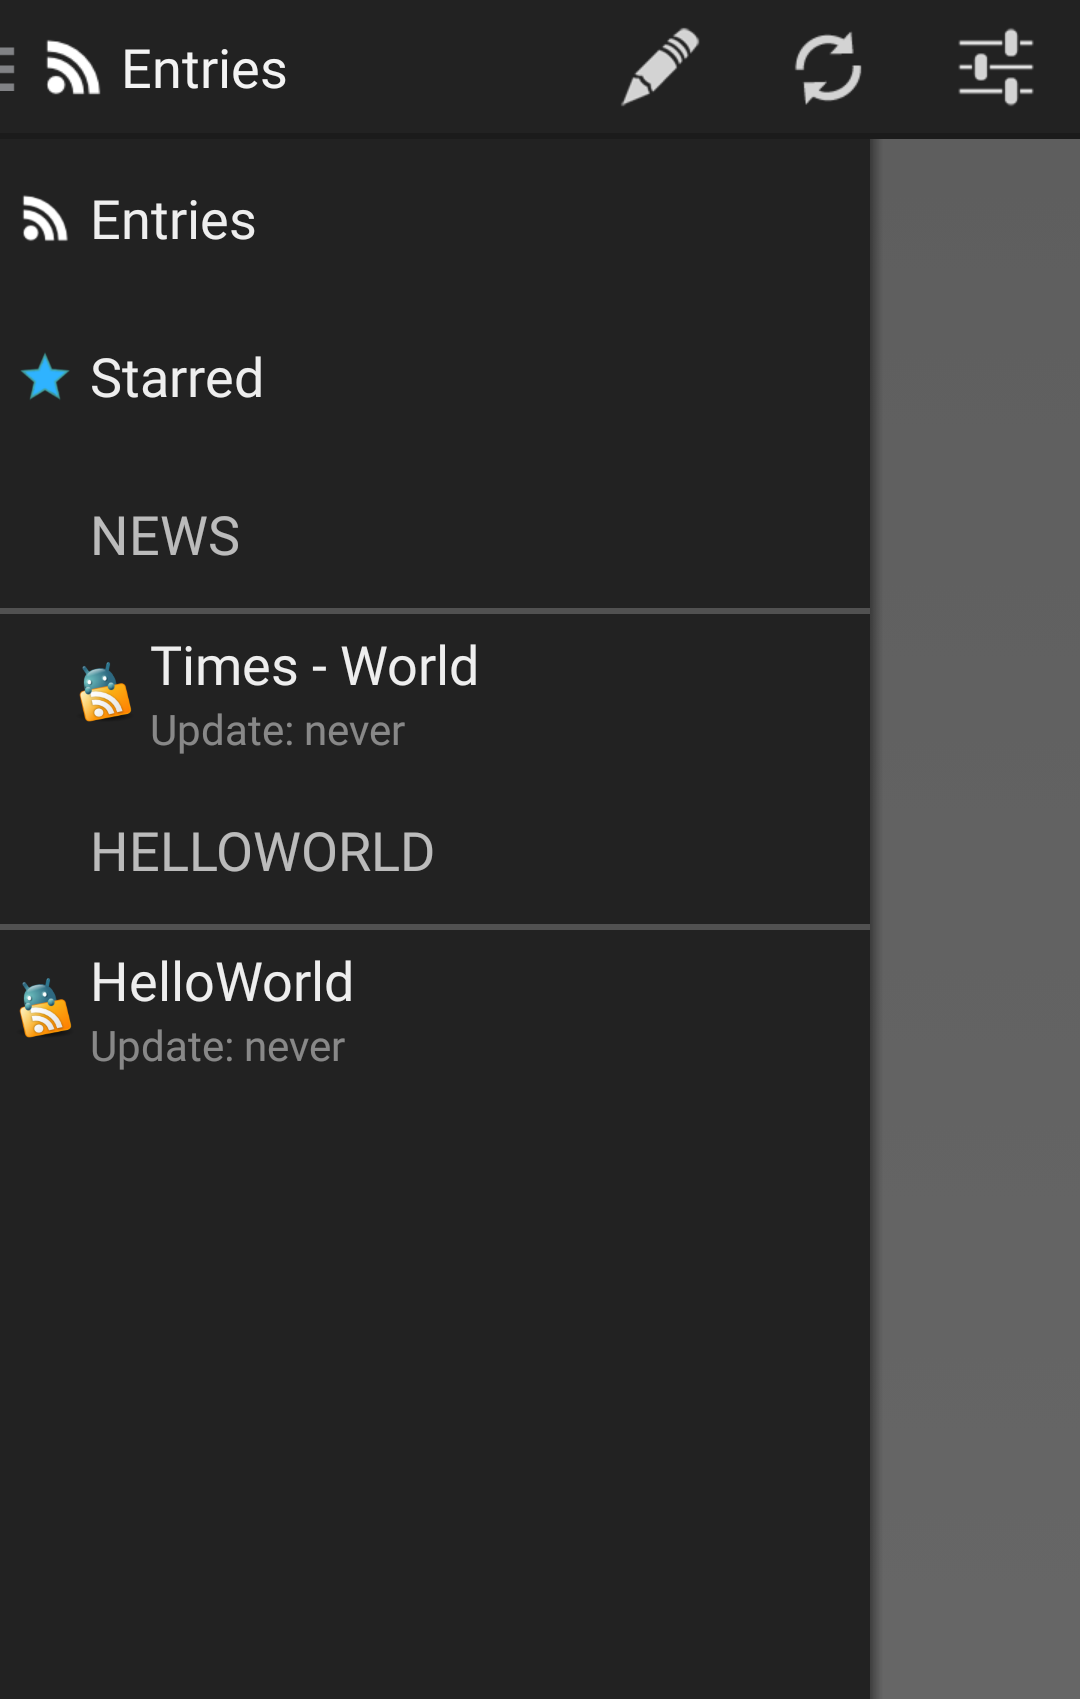 Entries
Entries
Starred
NEWS
Times - World
Update: never
HELLOWORLD
HelloWorld
Update: never